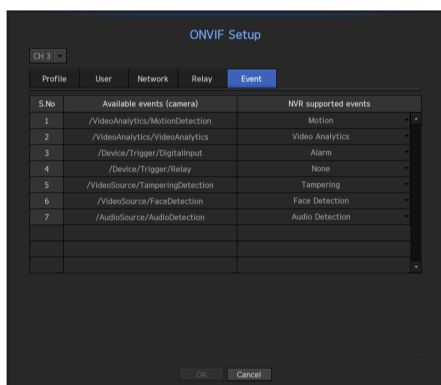 ONVIF Setup
CH 3
Profile User Network Relay Event
S.No Available events (camera) NVR supported events
1 /VideoAnalytics/MotionDetection Motion
2 /VideoAnalytics/VideoAnalytics Video Analytics
3 /Device/Trigger/DigitalInput Alarm
4 /Device/Trigger/Relay None
5 /VideoSource/TamperingDetection Tampering
6 /VideoSource/FaceDetection Face Detection
7 /AudioSource/AudioDetection Audio Detection
OK Cancel